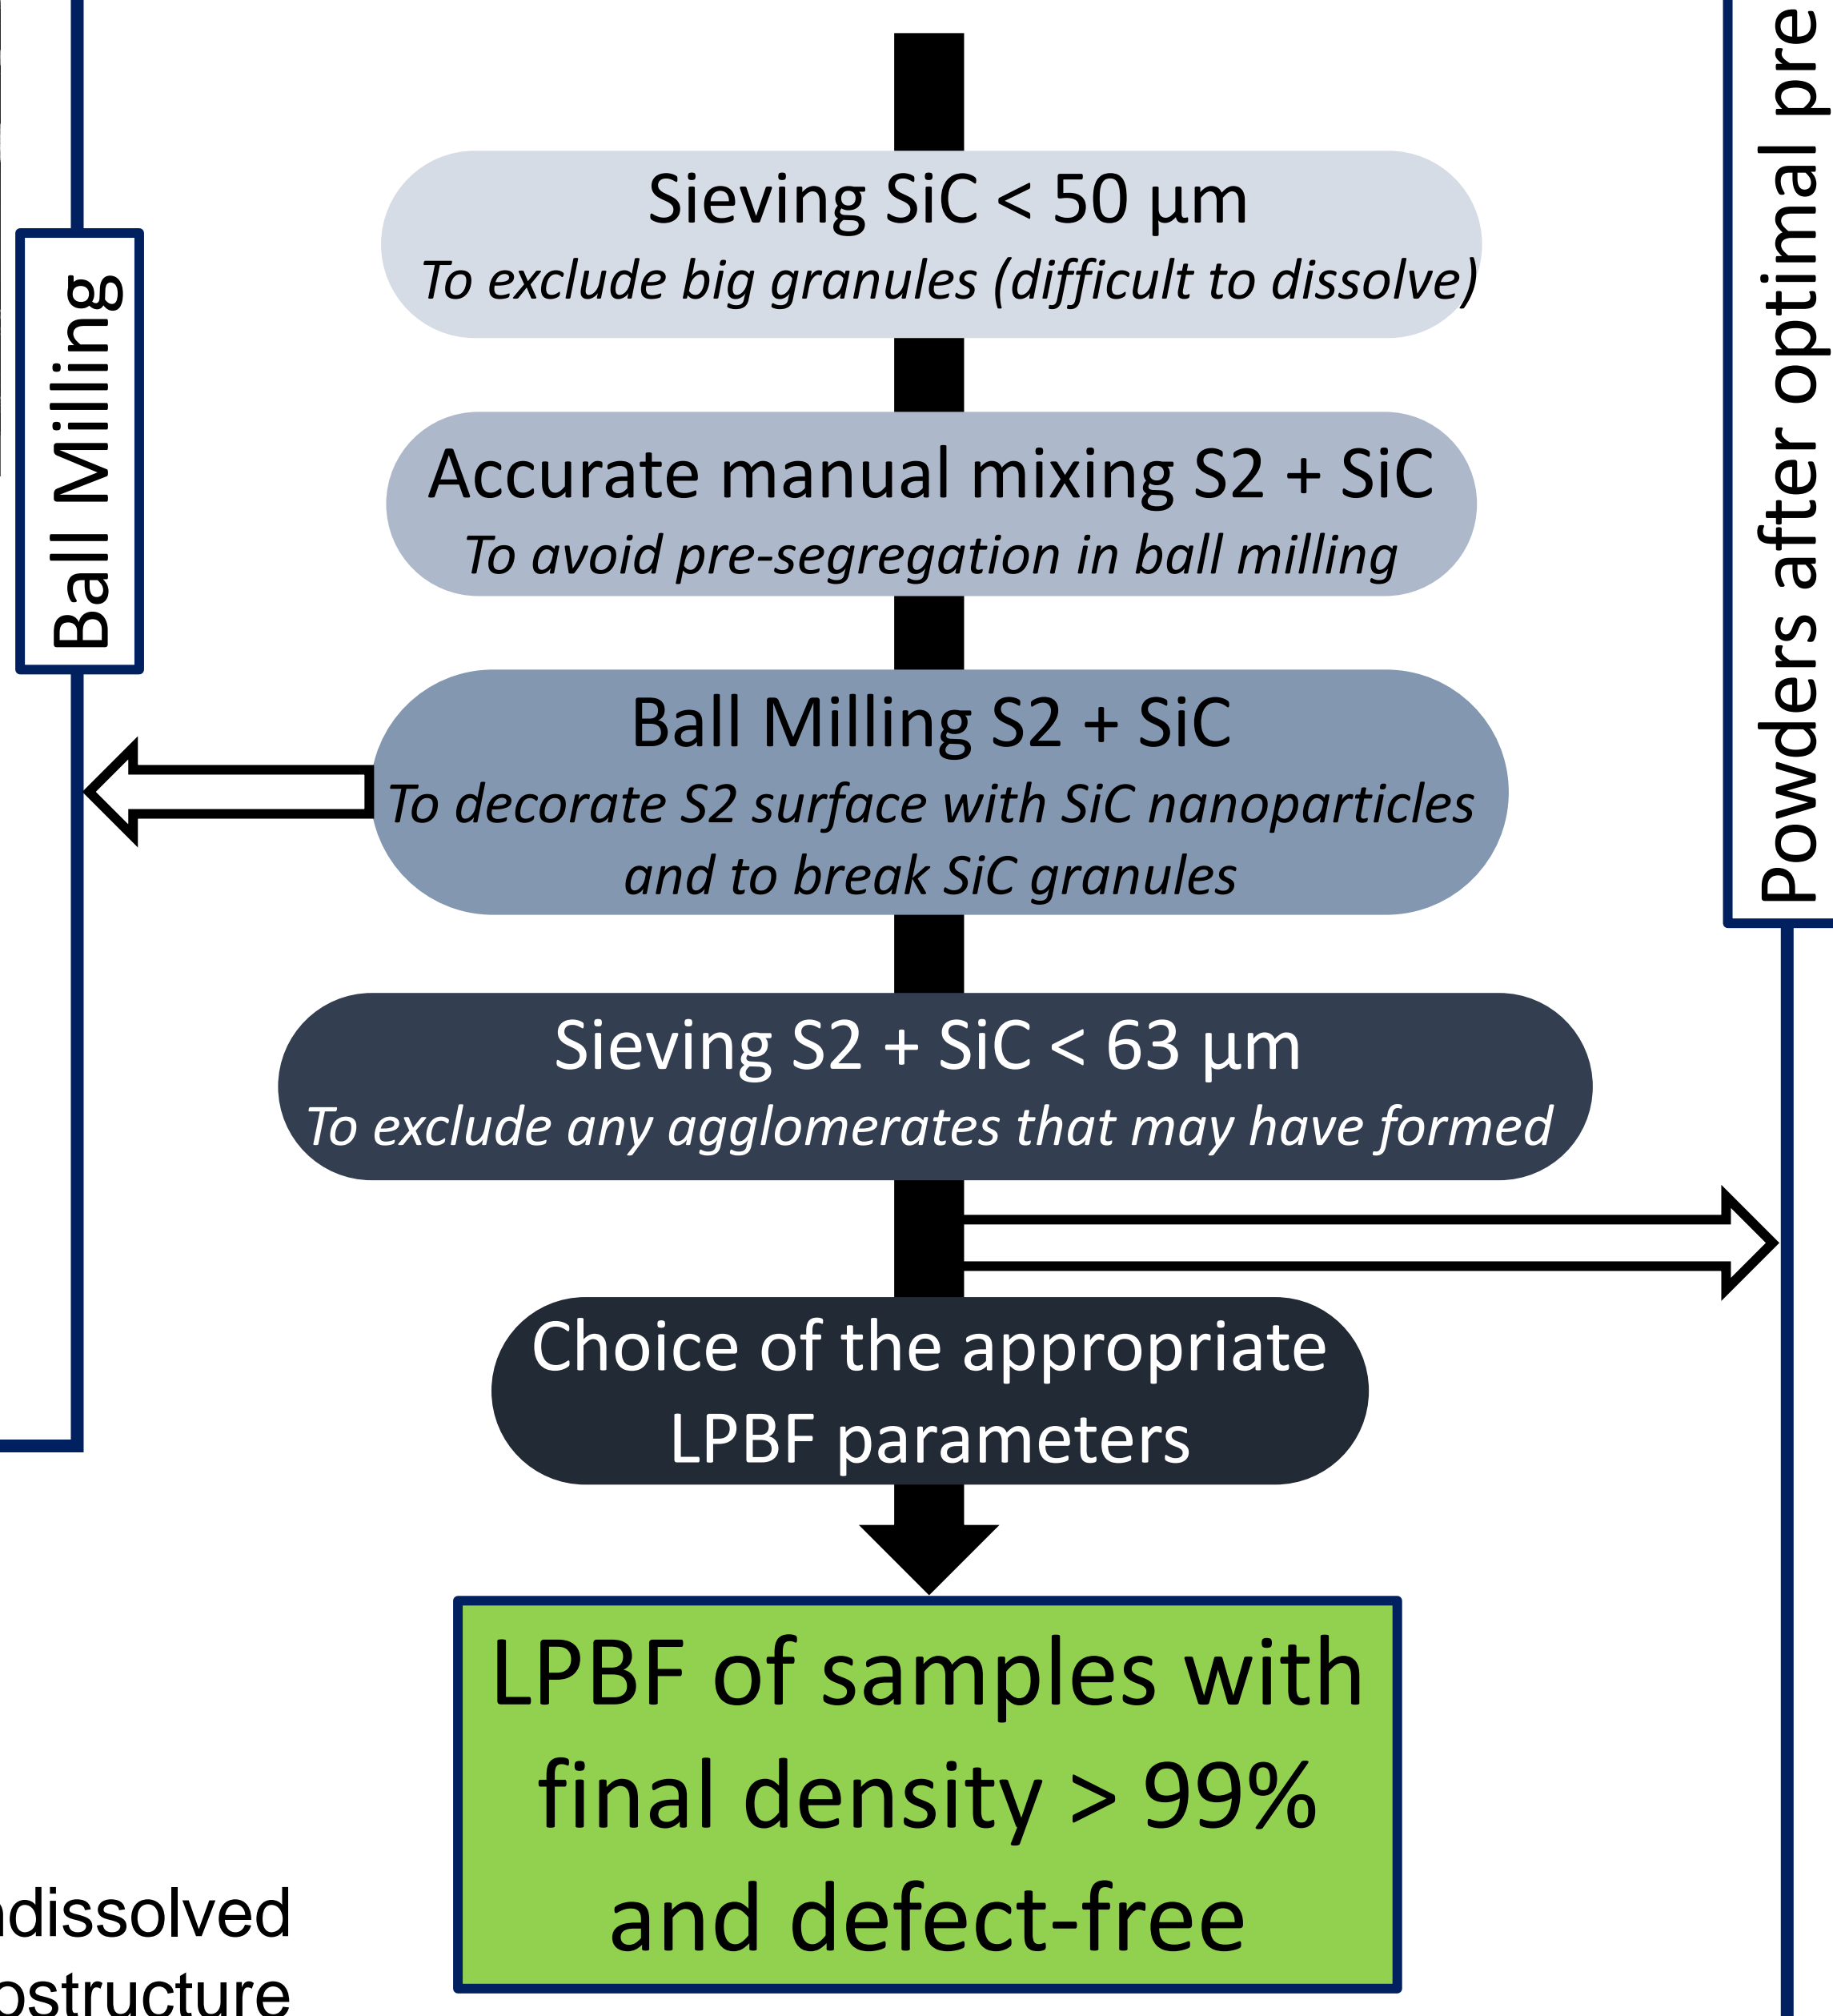 Ball Milling
Sieving SiC < 50 µm
To exclude big granules (difficult to dissolve)
Accurate manual mixing S2 + SiC
To avoid pre-segregation in ball milling
Ball Milling S2 + SiC
To decorate S2 surface with SiC nanoparticles
and to break SiC granules
Sieving S2 + SiC < 63 µm
To exclude any agglomerates that may have formed
Choice of the appropriate
LPBF parameters
LPBF of samples with
final density > 99%
and defect-free
Powders after optimal pre